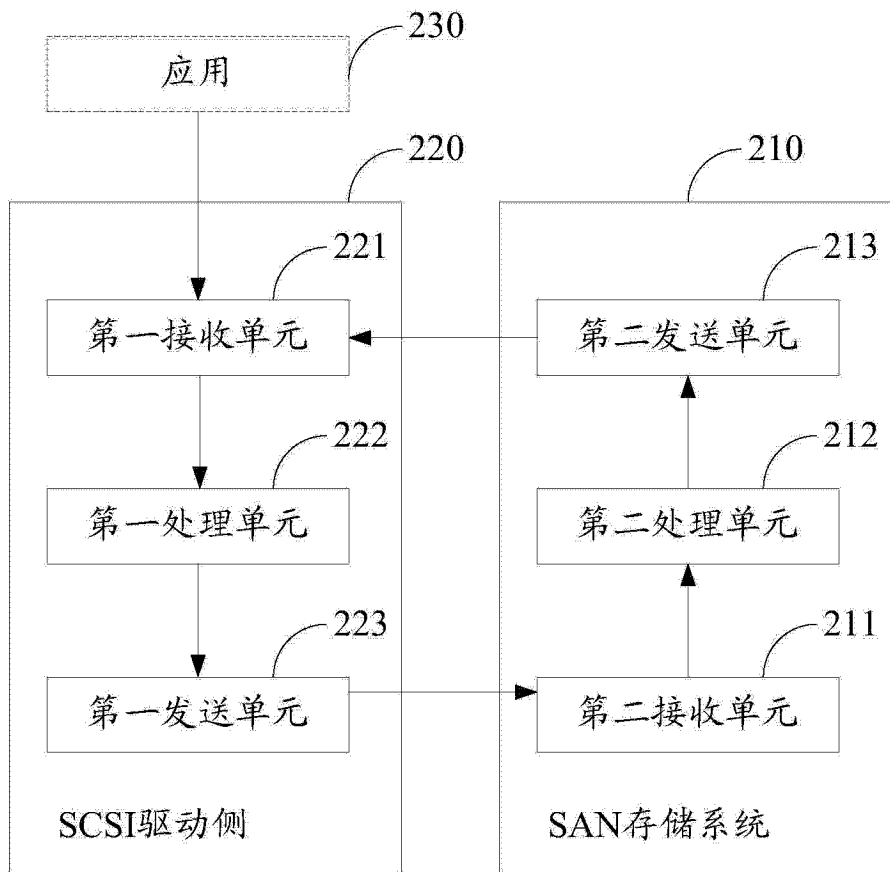 230
应用
220
210
221
213
第一接收单元
第二发送单元
222
212
第一处理单元
第二处理单元
223
211
第一发送单元
第二接收单元
SCSI驱动侧
SAN存储系统